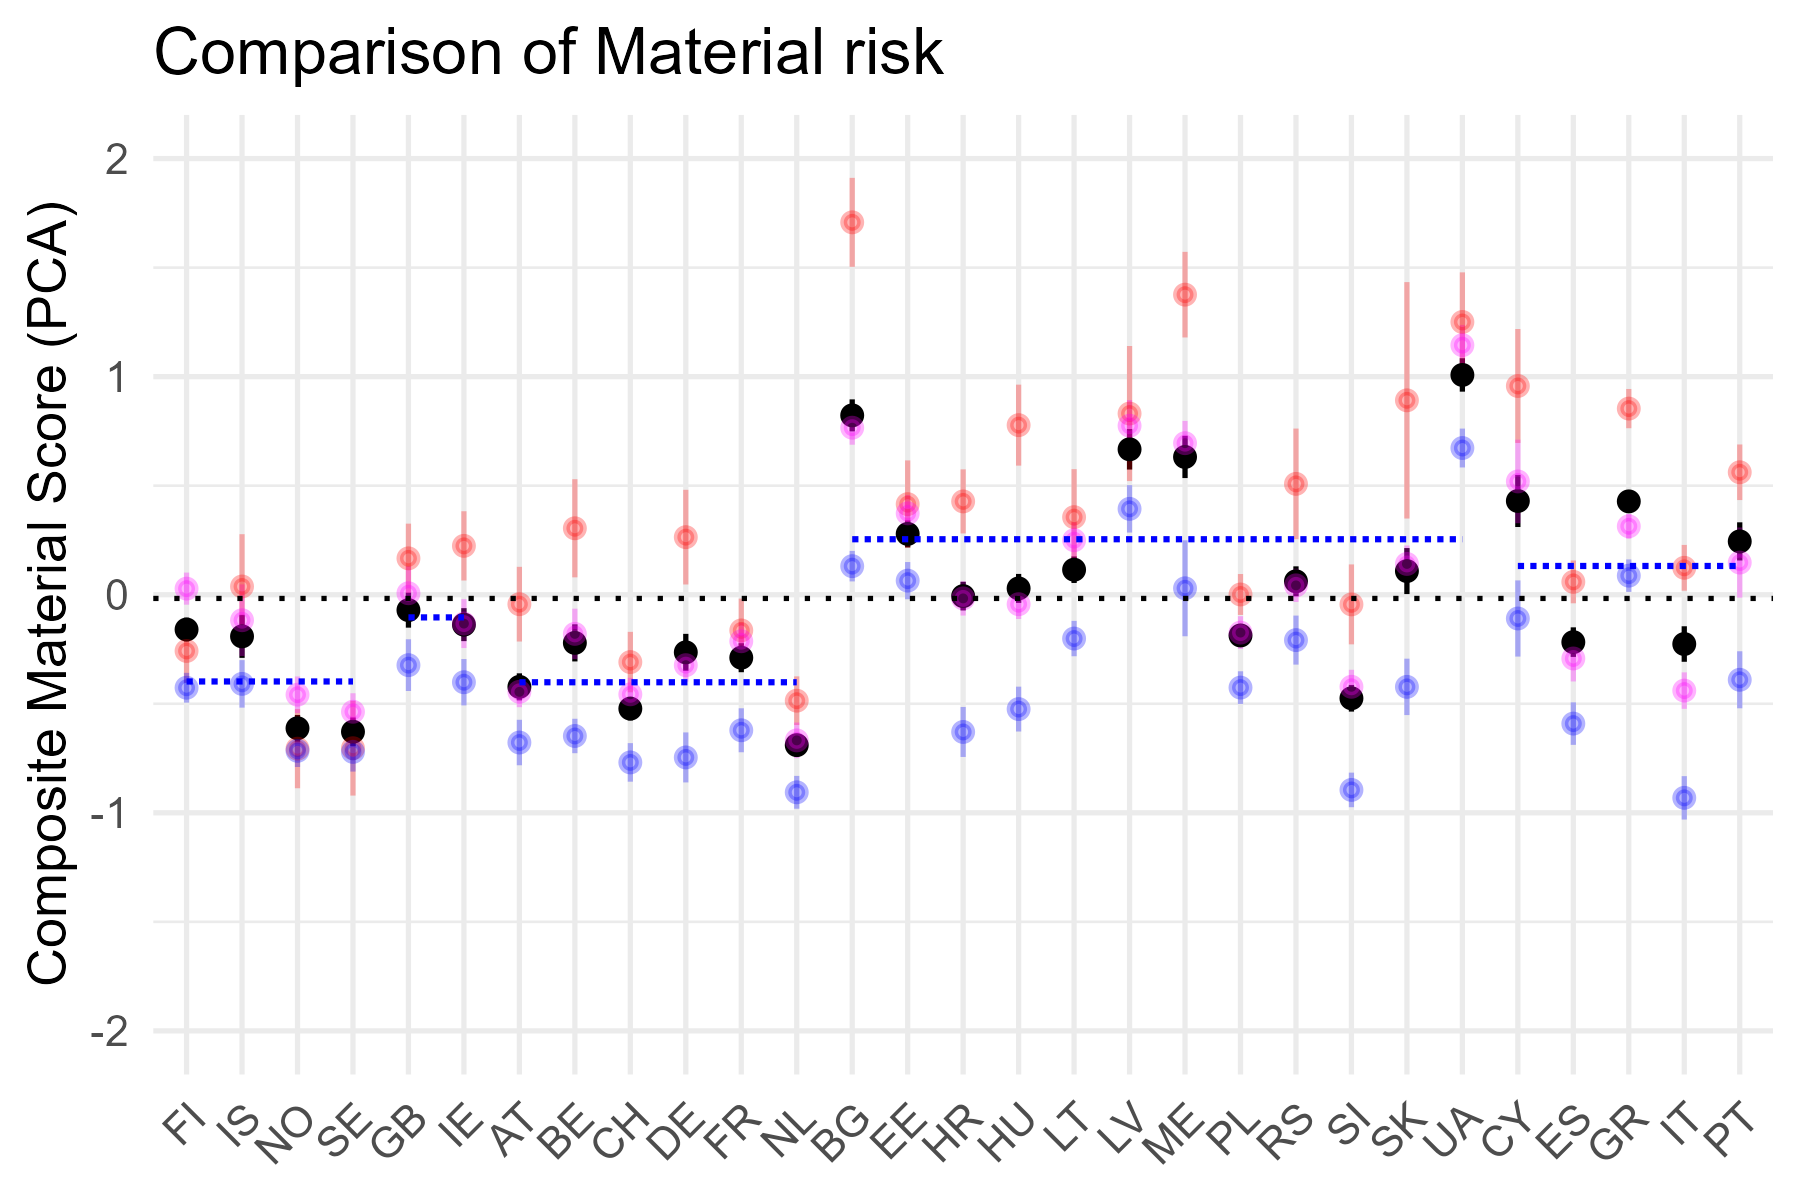 Comparison of Material risk
Composite Material Score (PCA)
2
1
0
-1
-2
FI
IS
NO
SE
GB
IE
AT
BE
CH
DE
FR
NL
BG
EE
HR
HU
LT
LV
ME
PL
RS
SI
SK
UA
CY
ES
GR
IT
PT